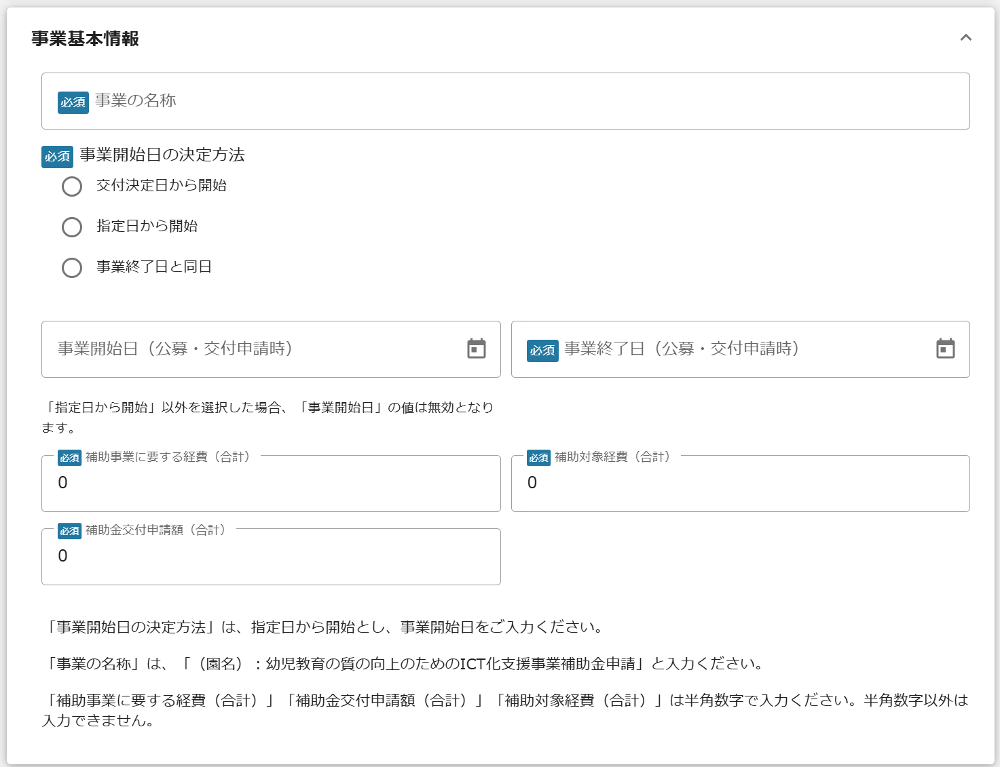 事業基本情報
必須 事業の名称
必須 事業開始日の決定方法
交付決定日から開始
指定日から開始
事業終了日と同日
事業開始日（公募・交付申請時）
必須 事業終了日（公募・交付申請時）
「指定日から開始」以外を選択した場合、「事業開始日」の値は無効となり
ます。
必須 補助事業に要する経費（合計）
0
必須 補助対象経費（合計）
0
必須 補助金交付申請額（合計）
0
「事業開始日の決定方法」は、指定日から開始とし、事業開始日をご入力ください。
「事業の名称」は、「（園名）：幼児教育の質の向上のためのICT化支援事業補助金申請」と入力ください。
「補助事業に要する経費（合計）」「補助金交付申請額（合計）」「補助対象経費（合計）」は半角数字で入力ください。半角数字以外は
入力できません。